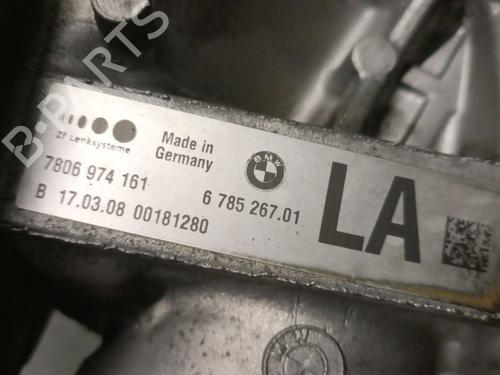 B-PARTS
ZF Lenksysteme
Made in
Germany
BMW
7806 974 161
6 785 267.01
LA
B 17.03.08 00181280
BMW